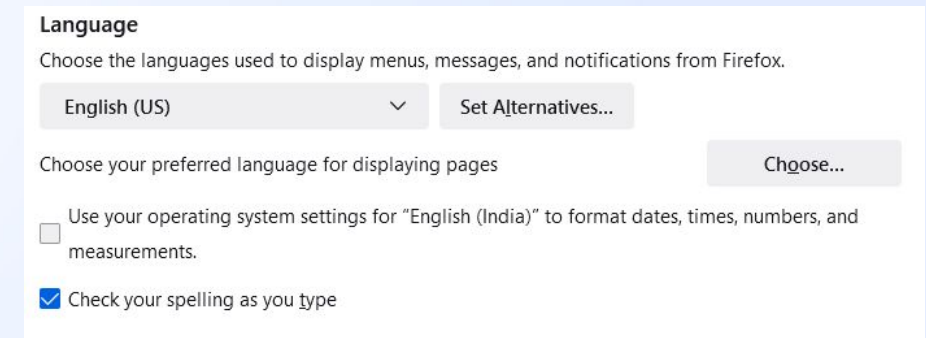 Language
Choose the languages used to display menus, messages, and notifications from Firefox.
English (US)
Set Alternatives...
Choose your preferred language for displaying pages
Choose...
Use your operating system settings for “English (India)” to format dates, times, numbers, and
measurements.
Check your spelling as you type